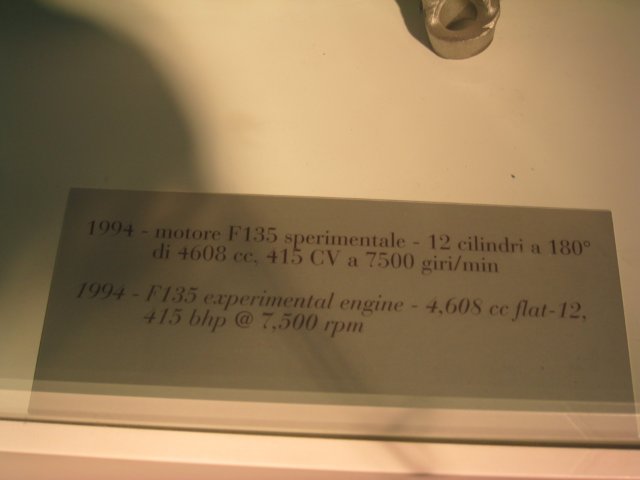 1994 - motore F135 sperimentale - 12 cilindri a 180°
di 4608 cc, 415 CV a 7500 giri/min
1994 - F135 experimental engine - 4,608 cc flat-12,
415 bhp @ 7,500 rpm